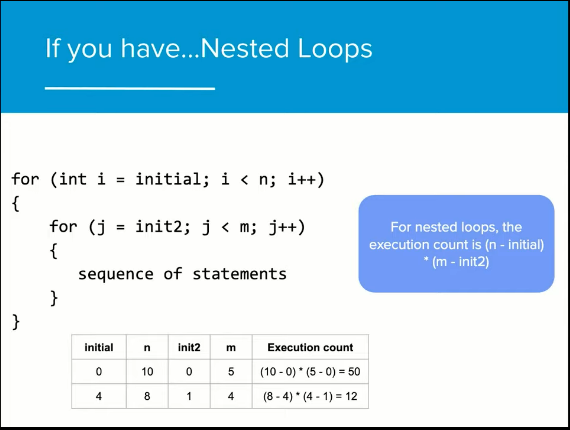 If you have...Nested Loops
for (int i = initial; i < n; i++)
{
for (j = init2; j < m; j++)
{
sequence of statements
}
}
For nested loops, the
execution count is (n - initial)
* (m - init2)
initial n init2 m Execution count
0 10 0 5 (10 - 0) * (5 - 0) = 50
4 8 1 4 (8 - 4) * (4 - 1) = 12